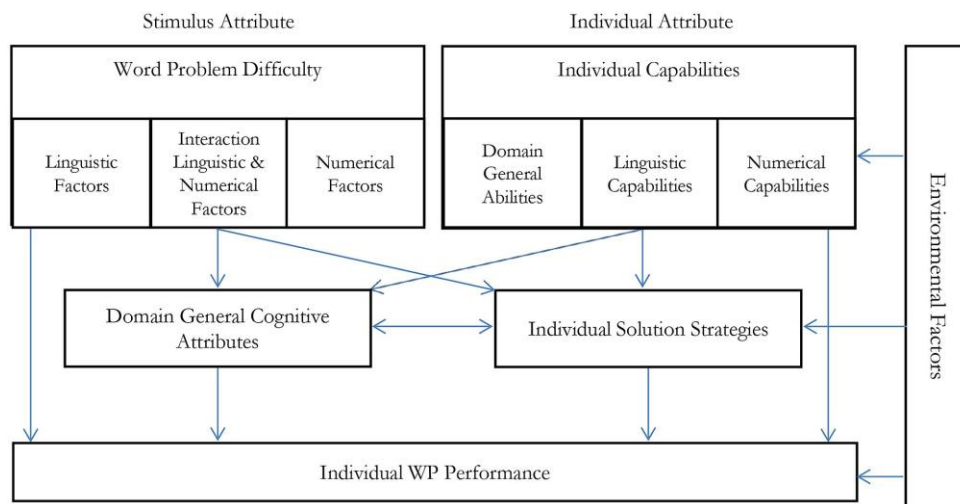 Stimulus Attribute
Individual Attribute
Word Problem Difficulty
Individual Capabilities
Linguistic
Factors
Interaction
Linguistic &
Numerical
Factors
Numerical
Factors
Domain
General
Abilities
Linguistic
Capabilities
Numerical
Capabilities
Environmental Factors
Domain General Cognitive
Attributes
Individual Solution Strategies
Individual WP Performance